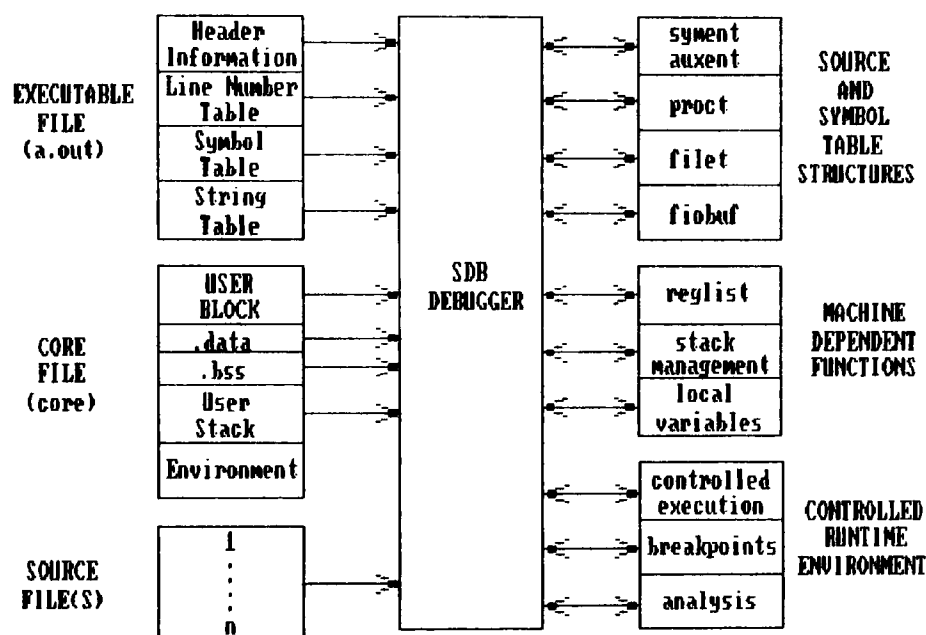 Header
Information
Line Number
Table
Symbol
Table
String
Table
EXECUTABLE
FILE
(a.out)
USER
BLOCK
.data
.bss
User
Stack
Environment
CORE
FILE
(core)
1
.
.
.
.
n
SOURCE
FILE(S)
SDB
DEBUGGER
syment
auxent
proct
filet
fiobuf
SOURCE
AND
SYMBOL
TABLE
STRUCTURES
reglist
stack
management
local
variables
MACHINE
DEPENDENT
FUNCTIONS
controlled
execution
breakpoints
analysis
CONTROLLED
RUNTIME
ENVIRONMENT